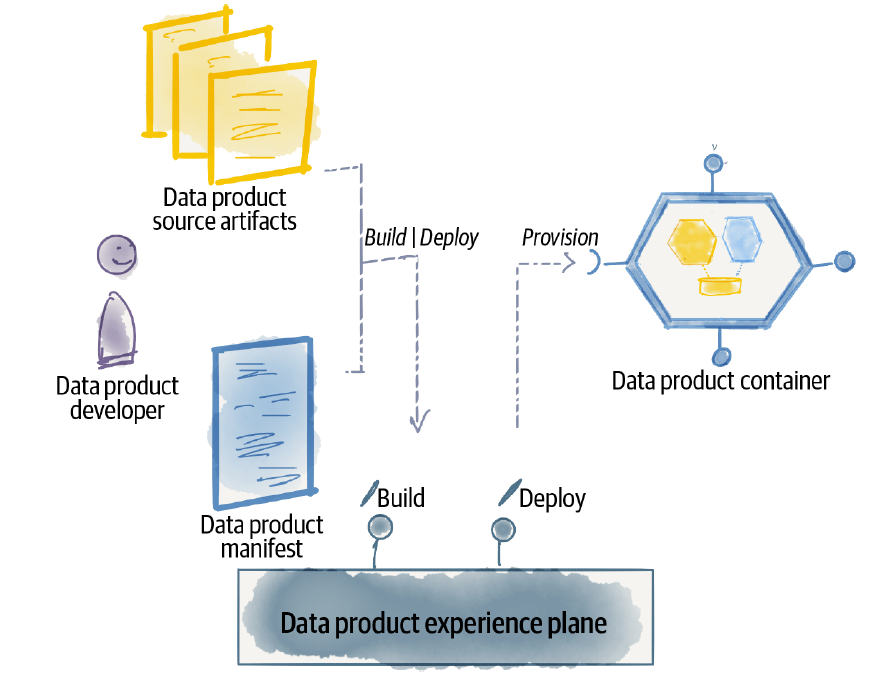 Data product
source artifacts
Build | Deploy
Provision
Data product
developer
Data product container
Data product
manifest
/Build
/Deploy
Data product experience plane